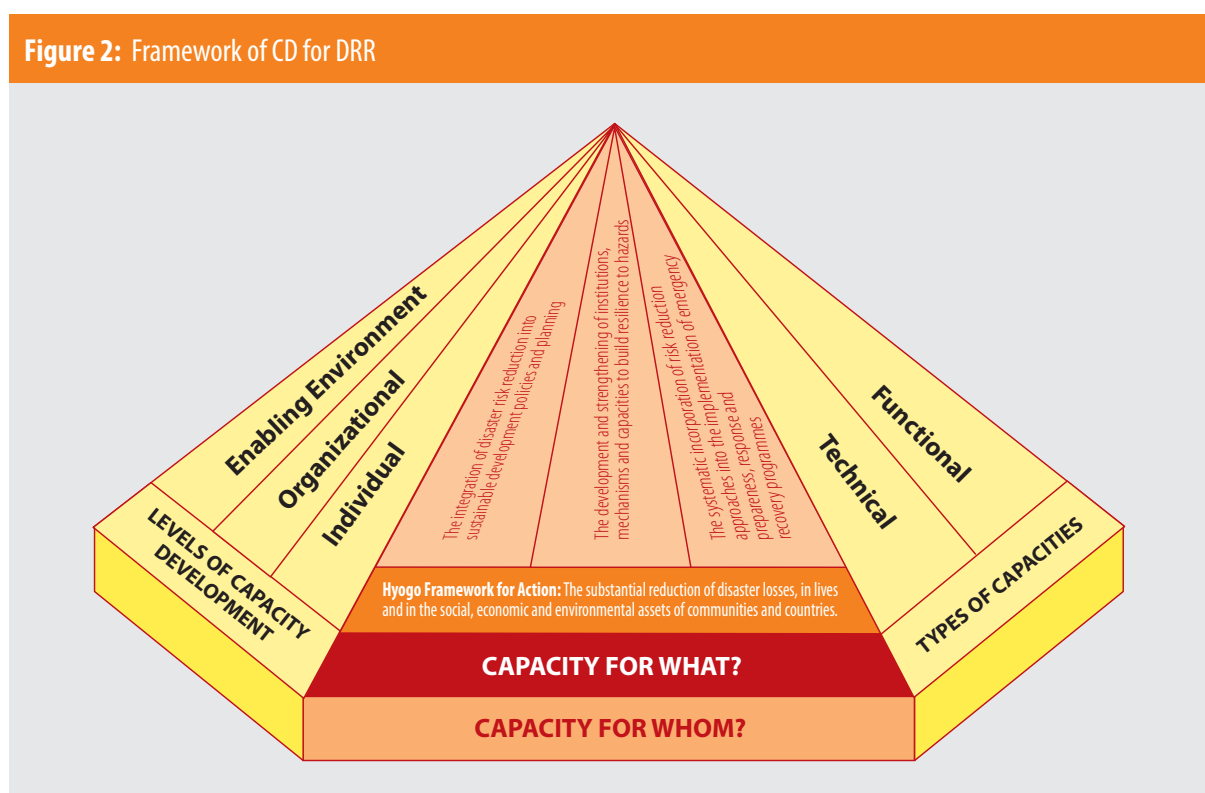 Figure 2: Framework of CD for DRR
Enabling Environment
Organizational
Individual
LEVELS OF CAPACITY
DEVELOPMENT
The integration of disaster risk reduction into
sustainable development policies and planning
The development and strengthening of institutions,
mechanisms and capacities to build resilience to hazards
The systematic incorporation of risk reduction
approaches into the implementation of emergency
prepareness, response and
recovery programmes
Technical
Functional
TYPES OF CAPACITIES
Hyogo Framework for Action: The substantial reduction of disaster losses, in lives
and in the social, economic and environmental assets of communities and countries.
CAPACITY FOR WHAT?
CAPACITY FOR WHOM?